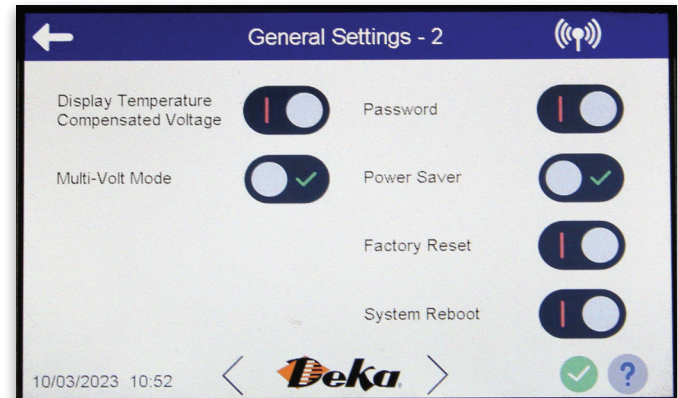 General Settings - 2
Display Temperature
Compensated Voltage
Password
Multi-Volt Mode
Power Saver
Factory Reset
System Reboot
10/03/2023 10:52
Deka
?